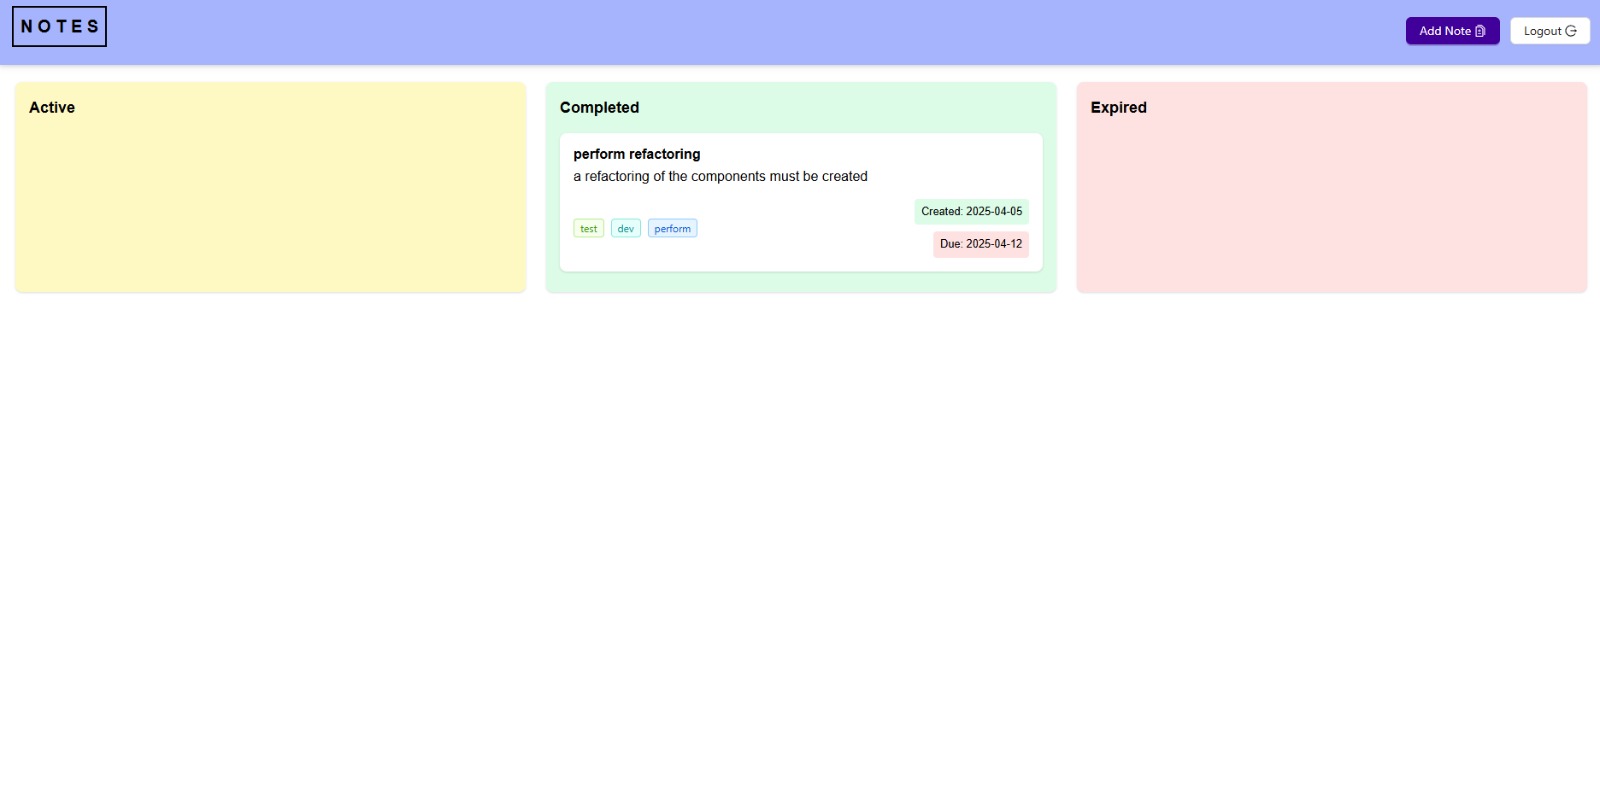 NOTES
Add Note
Logout
Active
Completed
perform refactoring
a refactoring of the components must be created
test dev perform
Created: 2025-04-05
Due: 2025-04-12
Expired